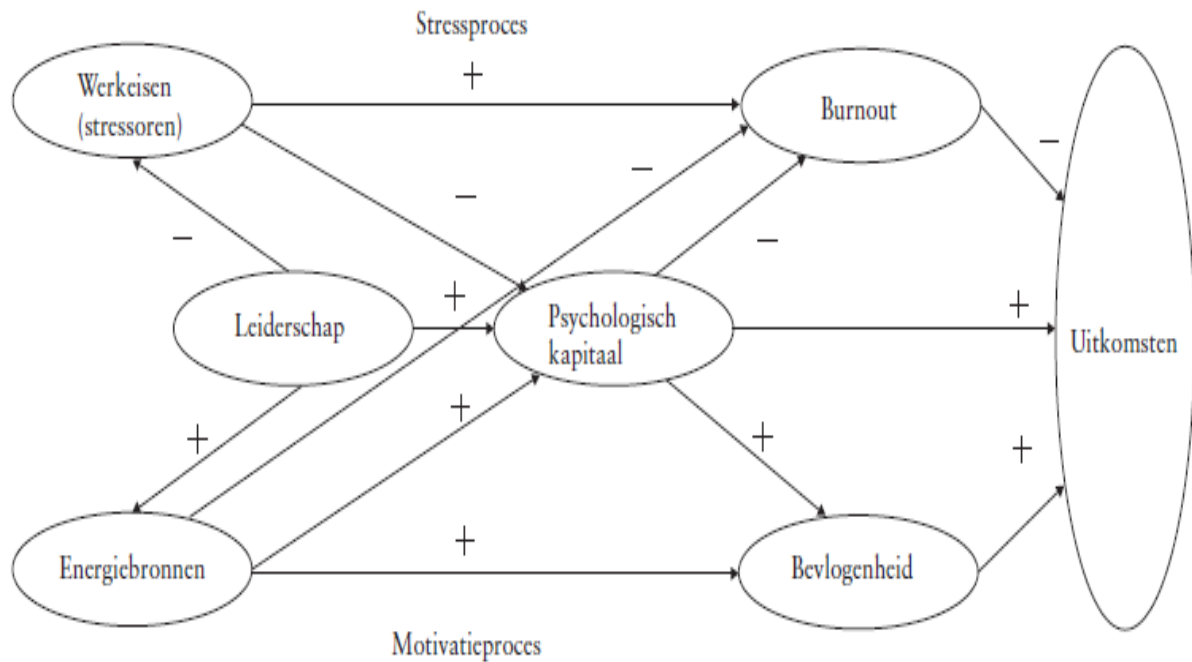 Stressproces
+
Werkeisen
(stressoren)
Burnout
−
−
−
−
−
+
+
Leiderschap
Psychologisch
kapitaal
Uitkomsten
+
+
+
+
+
Energiebronnen
Bevlogenheid
Motivatieproces